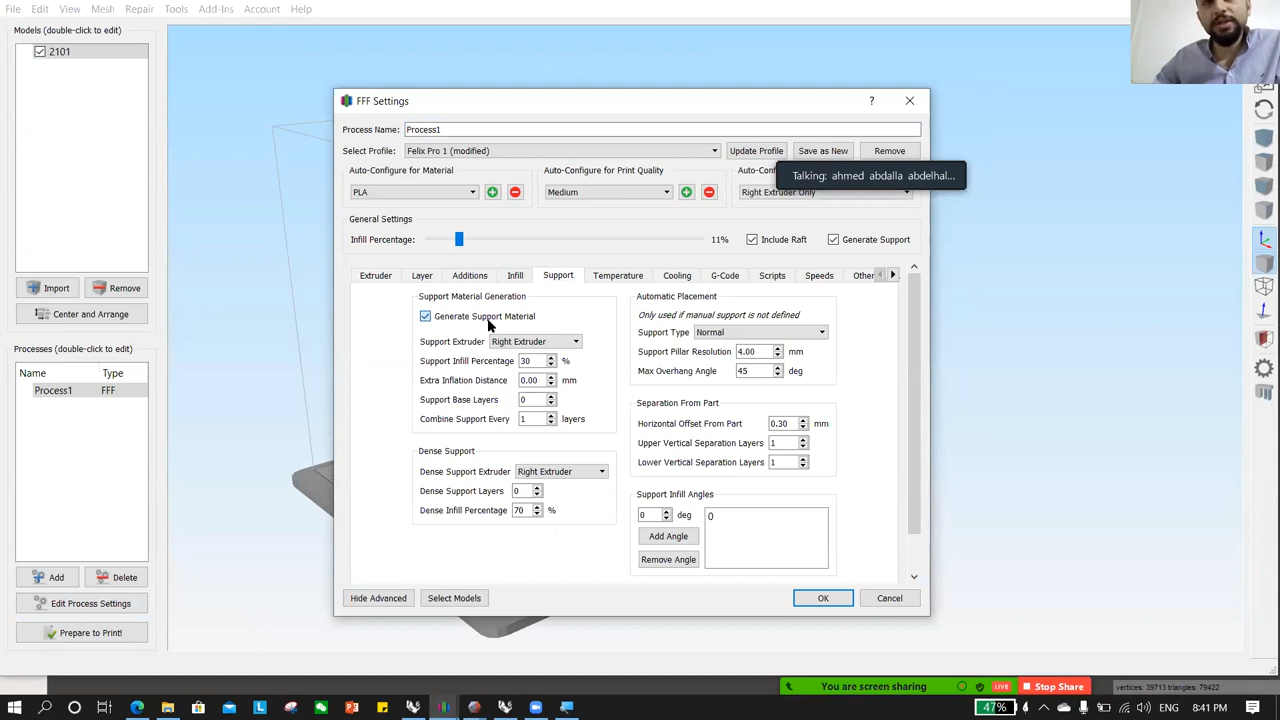 File Edit View Mesh Repair Tools Add-Ins Account Help
Models (double-click to edit)
2101
Import Remove
Center and Arrange
Processes (double-click to edit)
Name Type
Process1 FFF
Add Delete
Edit Process Settings
Prepare to Print!
FFF Settings ?
Process Name: Process1
Select Profile: Felix Pro 1 (modified) Update Profile Save as New Remove
Talking: ahmed abdalla abdelhal...
Auto-Configure for Material Auto-Configure for Print Quality
PLA Medium Right Extruder Only
General Settings
Infill Percentage: 11% Include Raft Generate Support
Extruder Layer Additions Infill Support Temperature Cooling G-Code Scripts Speeds
Support Material Generation
Generate Support Material
Support Extruder Right Extruder
Support Infill Percentage 30 %
Extra Inflation Distance 0.00 mm
Support Base Layers 0
Combine Support Every 1 layers
Dense Support
Dense Support Extruder Right Extruder
Dense Support Layers 0
Dense Infill Percentage 70 %
Automatic Placement
Only used if manual support is not defined
Support Type Normal
Support Pillar Resolution 4.00 mm
Max Overhang Angle 45 deg
Separation From Part
Horizontal Offset From Part 0.30 mm
Upper Vertical Separation Layers 1
Lower Vertical Separation Layers 1
Support Infill Angles
0 deg 0
Add Angle
Remove Angle
Hide Advanced Select Models OK Cancel
You are screen sharing LIVE Stop Share
vertices: 39713 triangles: 79422
47% ENG 8:41 PM